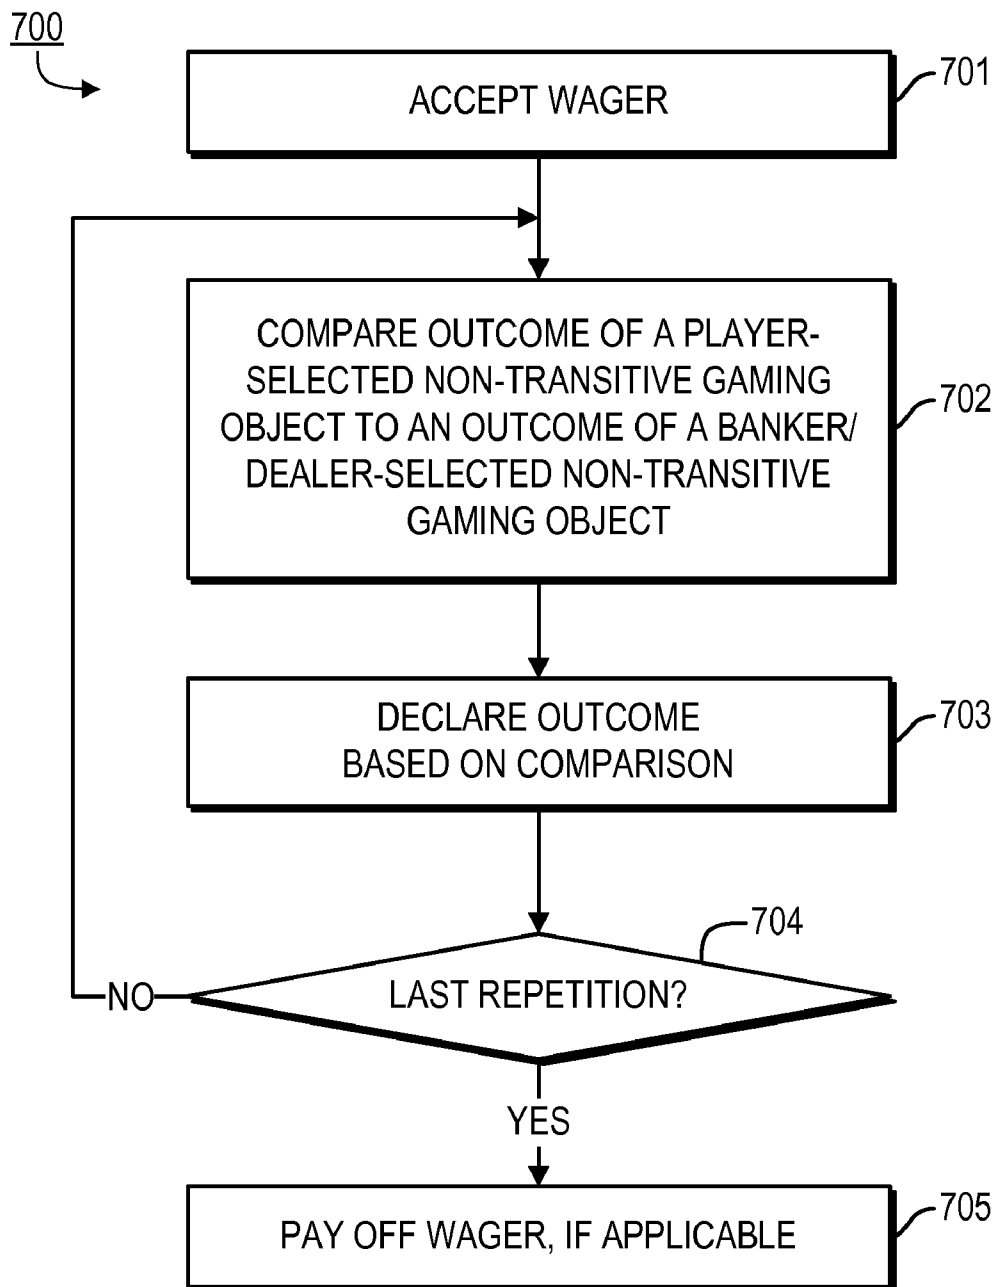 700
ACCEPT WAGER
701
COMPARE OUTCOME OF A PLAYER-
SELECTED NON-TRANSITIVE GAMING
OBJECT TO AN OUTCOME OF A BANKER/
DEALER-SELECTED NON-TRANSITIVE
GAMING OBJECT
702
DECLARE OUTCOME
BASED ON COMPARISON
703
704
LAST REPETITION?
NO
YES
PAY OFF WAGER, IF APPLICABLE
705